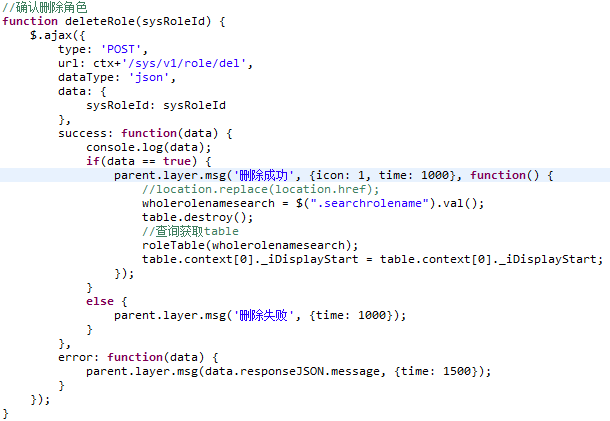 //确认删除角色
function deleteRole(sysRoleId) {
    $.ajax({
        type: 'POST',
        url: ctx+'/sys/v1/role/del',
        dataType: 'json',
        data: {
            sysRoleId: sysRoleId
        },
        success: function(data) {
            console.log(data);
            if(data == true) {
                parent.layer.msg('删除成功', {icon: 1, time: 1000}, function() {
                    //location.replace(location.href);
                    wholerolenamesearch = $(".searchrolename").val();
                    table.destroy();
                    //查询获取table
                    roleTable(wholerolenamesearch);
                    table.context[0]._iDisplayStart = table.context[0]._iDisplayStart;
                });
            }
            else {
                parent.layer.msg('删除失败', {time: 1000});
            }
        },
        error: function(data) {
            parent.layer.msg(data.responseJSON.message, {time: 1500});
        }
    });
}